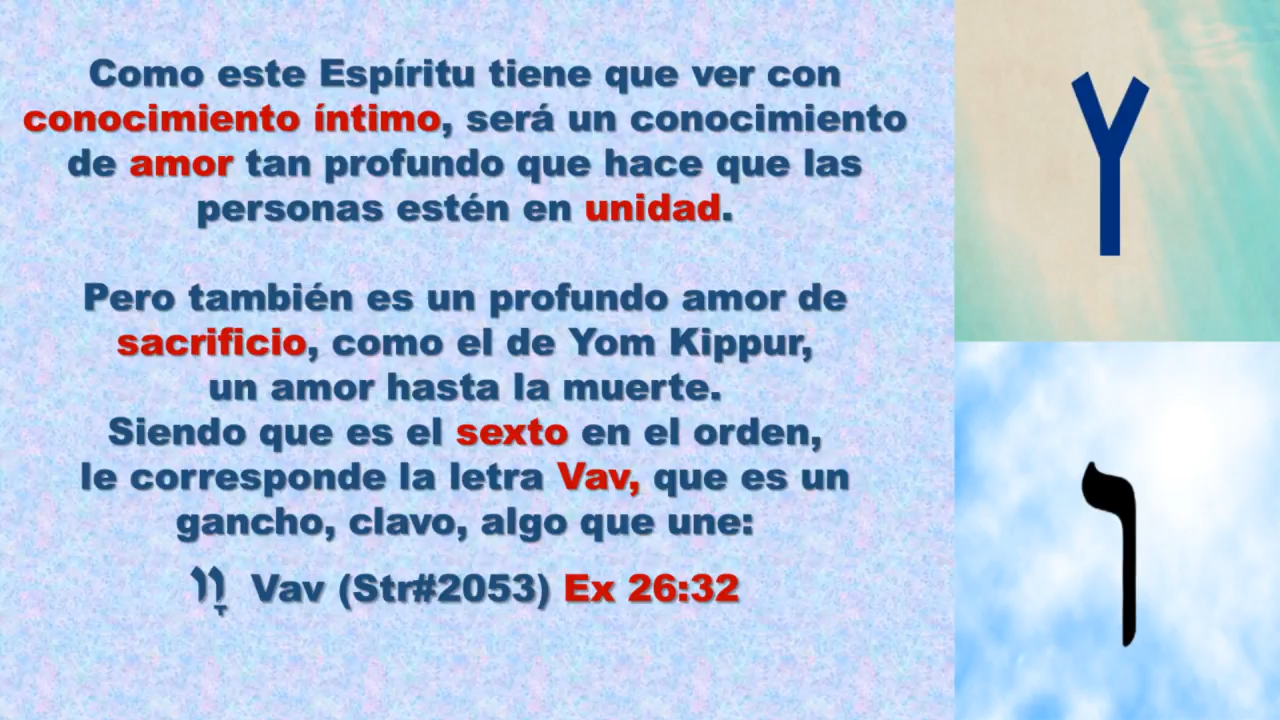 Como este Espíritu tiene que ver con
conocimiento íntimo, será un conocimiento
de amor tan profundo que hace que las
personas estén en unidad.
Pero también es un profundo amor de
sacrificio, como el de Yom Kippur,
un amor hasta la muerte.
Siendo que es el sexto en el orden,
le corresponde la letra Vav, que es un
gancho, clavo, algo que une:
וָו Vav (Str#2053) Ex 26:32
Y
ו